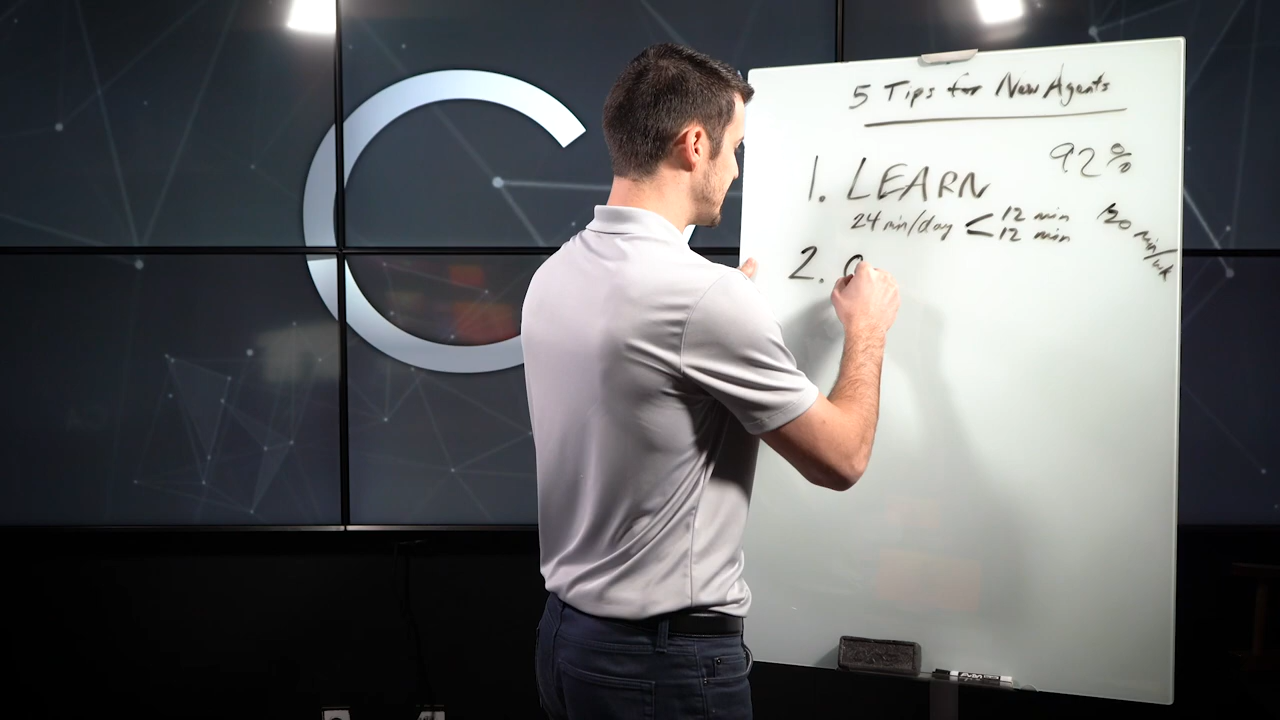 5 Tips for New Agents
92%
1. LEARN
24 min/day < 12 min
12 min
120 min/wk
2.